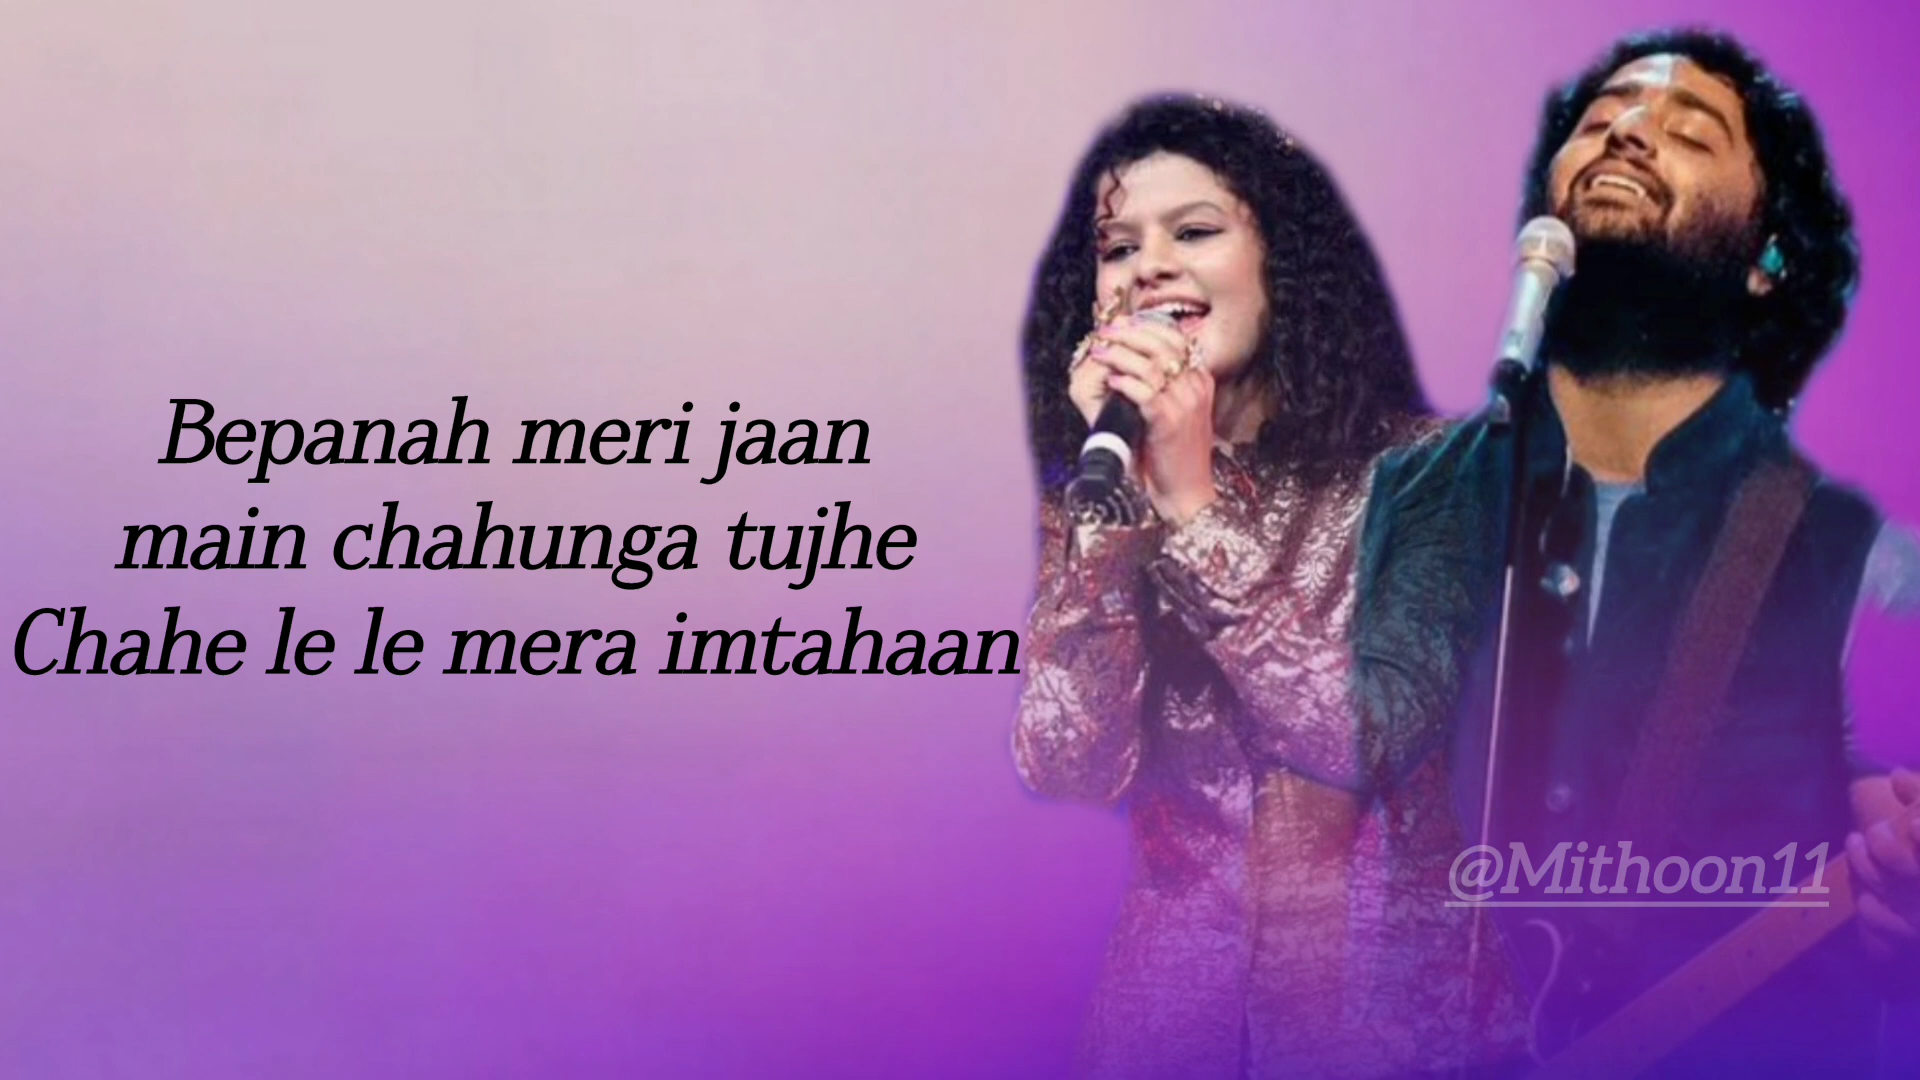 Bepanah meri jaan
main chahunga tujhe
Chahe le le mera imtahaan
@Mithoon11